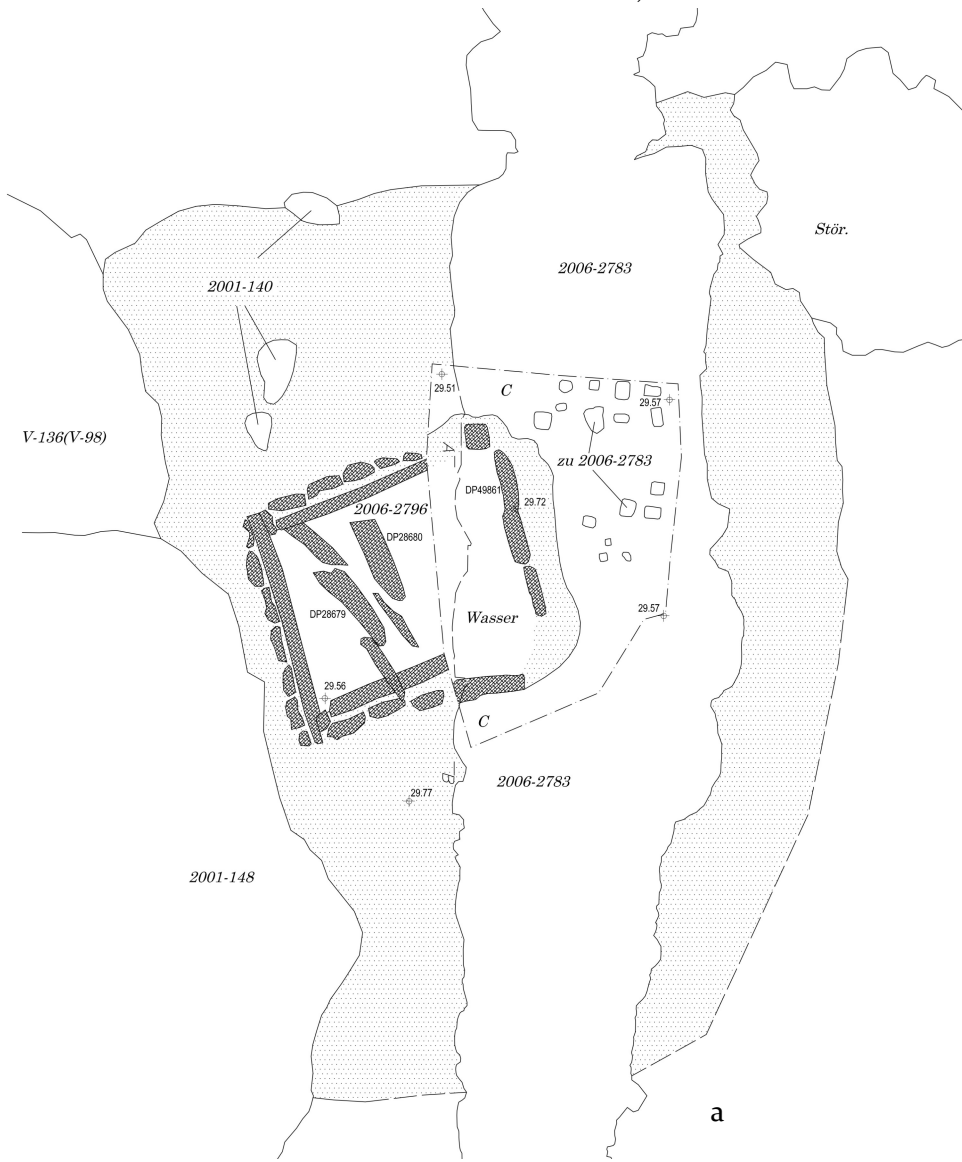 Stör.
2006-2783
2001-140
29.51
C
29.57
V-136(V-98)
A
zu 2006-2783
DP49861
29.72
2006-2796
DP28680
DP28679
Wasser
29.57
29.56
C
B
2006-2783
29.77
2001-148
a